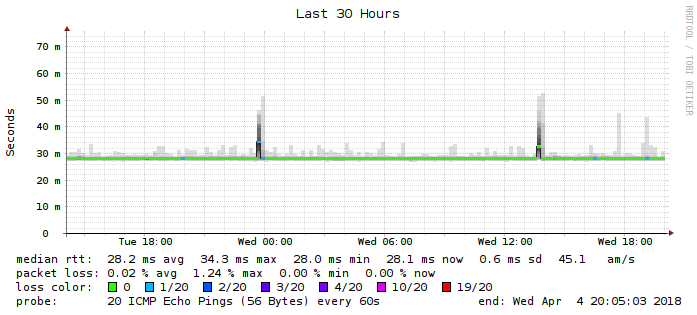 Last 30 Hours
RRDTOOL / TOBI OETIKER
Seconds
70 m
60 m
50 m
40 m
30 m
20 m
10 m
0
Tue 18:00 Wed 00:00 Wed 06:00 Wed 12:00 Wed 18:00
median rtt: 28.2 ms avg 34.3 ms max 28.0 ms min 28.1 ms now 0.6 ms sd 45.1 am/s
packet loss: 0.02 % avg 1.24 % max 0.00 % min 0.00 % now
loss color: 0 1/20 2/20 3/20 4/20 10/20 19/20
probe: 20 ICMP Echo Pings (56 Bytes) every 60s end: Wed Apr 4 20:05:03 2018